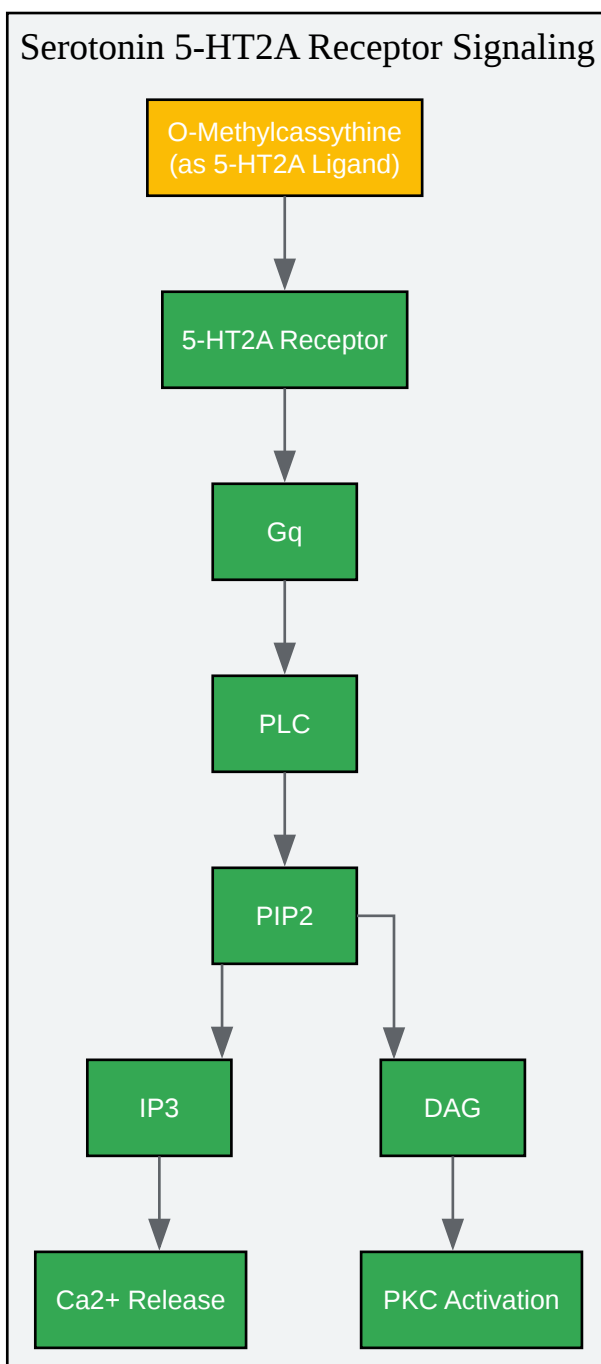 Serotonin 5-HT2A Receptor Signaling
O-Methylcassythine
(as 5-HT2A Ligand)
5-HT2A Receptor
Gq
PLC
PIP2
IP3
DAG
Ca2+ Release
PKC Activation